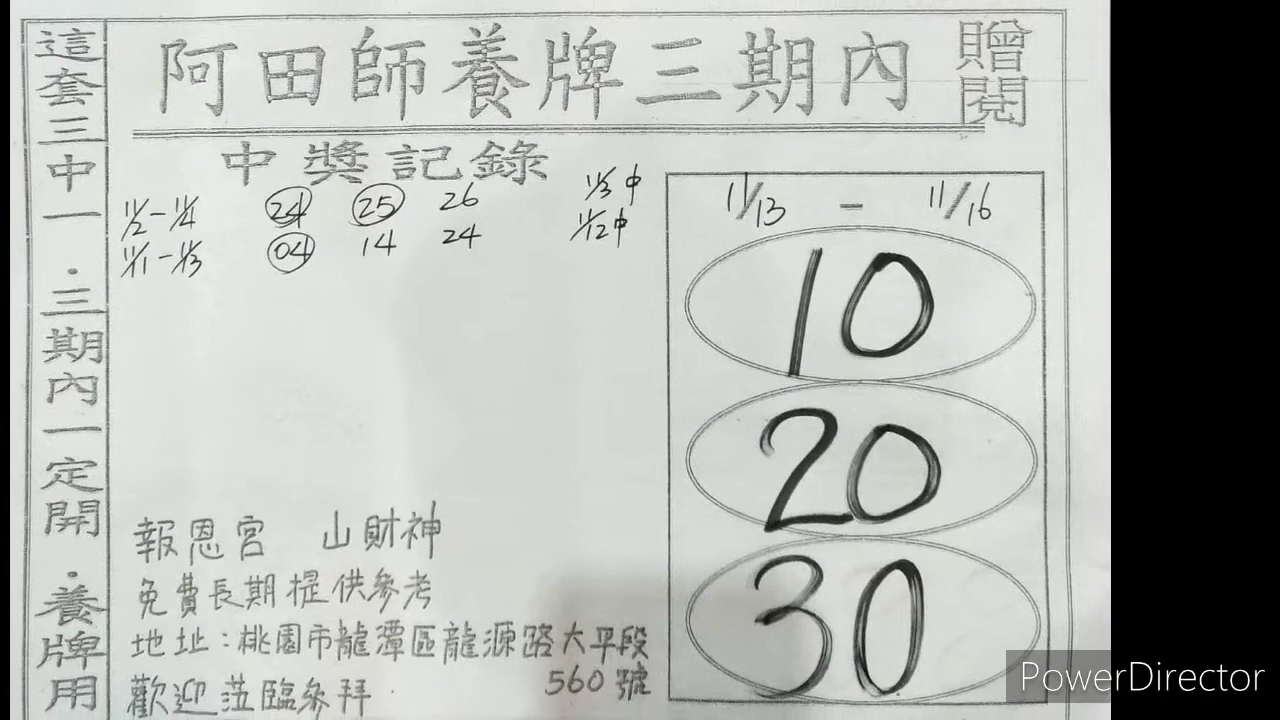 這套三中一．三期內一定開．養牌用
阿田師養牌三期內
贈閱
中獎記錄
11/2-11/4 24 25 26 11/3中
11/11-11/13 04 14 24 11/12中
11/13 - 11/16
10
20
30
報恩宮 山財神
免費長期提供參考
地址:桃園市龍潭區龍源路大平段
560號
歡迎蒞臨參拜
PowerDirector